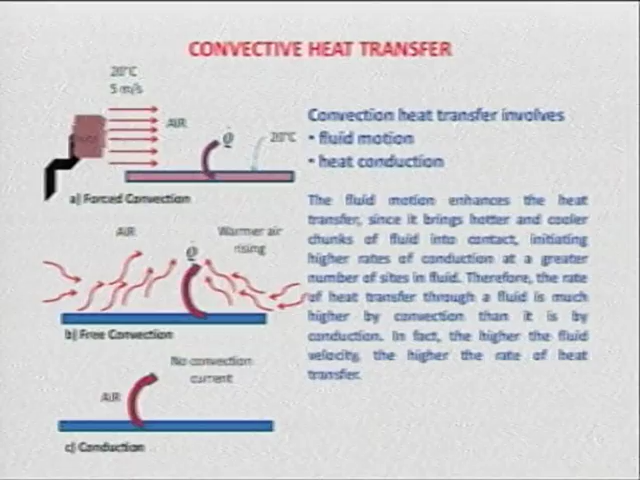 CONVECTIVE HEAT TRANSFER
20°C
5 m/s
AIR
Q̇
20°C
a) Forced Convection
Convection heat transfer involves
• fluid motion
• heat conduction
The fluid motion enhances the heat
transfer, since it brings hotter and cooler
chunks of fluid into contact, initiating
higher rates of conduction at a greater
number of sites in fluid. Therefore, the rate
of heat transfer through a fluid is much
higher by convection than it is by
conduction. In fact, the higher the fluid
velocity, the higher the rate of heat
transfer.
AIR
Warmer air
rising
Q̇
b) Free Convection
No convection
current
AIR
c) Conduction